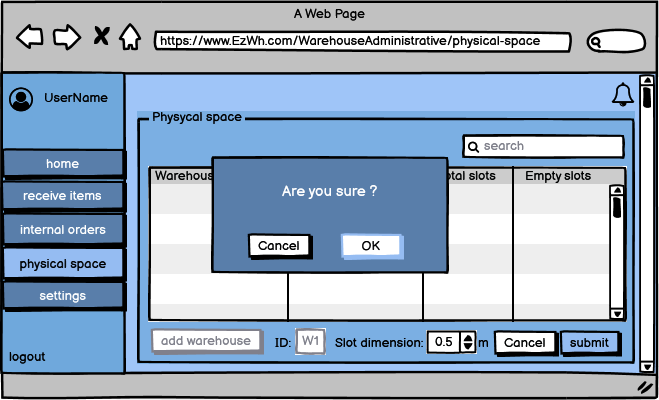 A Web Page
https://www.EzWh.com/WarehouseAdministrative/physical-space
UserName
Physycal space
search
home
receive items
internal orders
physical space
settings
logout
Warehous
tal slots
Empty slots
Are you sure ?
Cancel
OK
add warehouse
ID:
W1
Slot dimension:
0.5
m
Cancel
submit